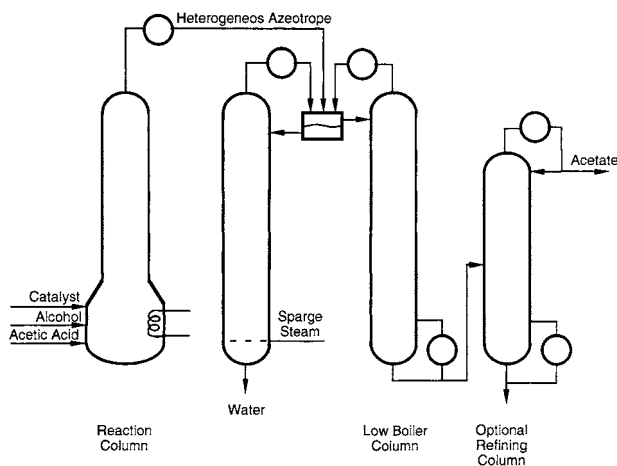 Heterogeneos Azeotrope
Acetate
Catalyst
Alcohol
Acetic Acid
Sparge
Steam
Water
Reaction
Column
Low Boiler
Column
Optional
Refining
Column